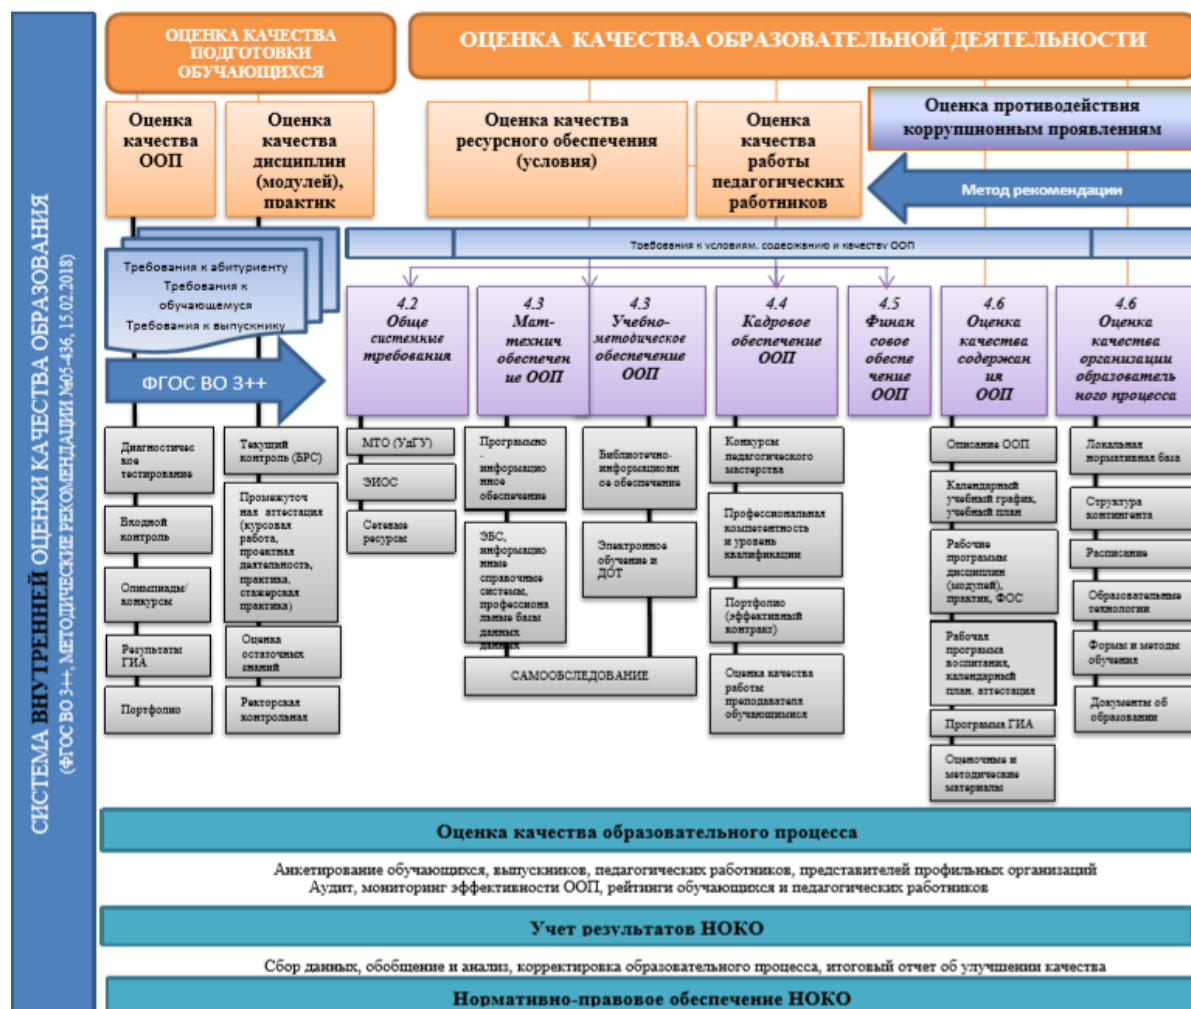 СИСТЕМА ВНУТРЕННЕЙ ОЦЕНКИ КАЧЕСТВА ОБРАЗОВАНИЯ
(ФГОС ВО 3++, МЕТОДИЧЕСКИЕ РЕКОМЕНДАЦИИ №05-436, 15.02.2018)
ОЦЕНКА КАЧЕСТВА
ПОДГОТОВКИ
ОБУЧАЮЩИХСЯ
ОЦЕНКА КАЧЕСТВА ОБРАЗОВАТЕЛЬНОЙ ДЕЯТЕЛЬНОСТИ
Оценка
качества
ООП
Оценка
качества
дисциплин
(модулей),
практик
Оценка качества
ресурсного обеспечения
(условия)
Оценка
качества
работы
педагогических
работников
Оценка противодействия
коррупционным проявлениям
Метод рекомендации
Требования к абитуриенту
Требования к
обучающемуся
Требования к выпускнику
ФГОС ВО 3++
Требования к условиям, содержанию и качеству ООП
4.2
Обще
системные
требования
4.3
Мат-
технич
обеспечен
ие ООП
4.3
Учебно-
методическое
обеспечение
ООП
4.4
Кадровое
обеспечение
ООП
4.5
Финан
совое
обеспе
чение
ООП
4.6
Оценка
качества
содержан
ия
ООП
4.6
Оценка
качества
организации
образователь
ного процесса
Диагностичес
кое
тестирование
Входной
контроль
Олимпиады/
конкурсы
Результаты
ГИА
Портфолио
Текущий
контроль (БРС)
Промежуточ
ная аттестация
(курсовая
работа,
проектная
деятельность,
практика,
стажерская
практика)
Оценка
остаточных
знаний
Ректорская
контрольная
МТО (УдГУ)
ЭИОС
Сетевые
ресурсы
Программно
-
информацио
нное
обеспечение
ЭБС,
информацио
нные
справочные
системы,
профессиона
льные базы
данных
данных
Библиотечно-
информационн
ое обеспечение
Электронное
обучение и
ДОТ
САМООБСЛЕДОВАНИЕ
Конкурсы
педагогического
мастерства
Профессиональная
компетентность
и уровень
квалификации
Портфолио
(эффективный
контракт)
Оценка качества
работы
преподавателя
обучающимися
Описание ООП
Календарный
учебный график,
учебный план
Рабочие
программы
дисциплин
(модулей),
практик, ФОС
Рабочая
программа
воспитания,
календарный
план, аттестация
Программа ГИА
Оценочные и
методические
материалы
Локальная
нормативная база
Структура
контингента
Расписание
Образовательные
технологии
Формы и методы
обучения
Документы об
образовании
Оценка качества образовательного процесса
Анкетирование обучающихся, выпускников, педагогических работников, представителей профильных организаций
Аудит, мониторинг эффективности ООП, рейтинги обучающихся и педагогических работников
Учет результатов НОКО
Сбор данных, обобщение и анализ, корректировка образовательного процесса, итоговый отчет об улучшении качества
Нормативно-правовое обеспечение НОКО